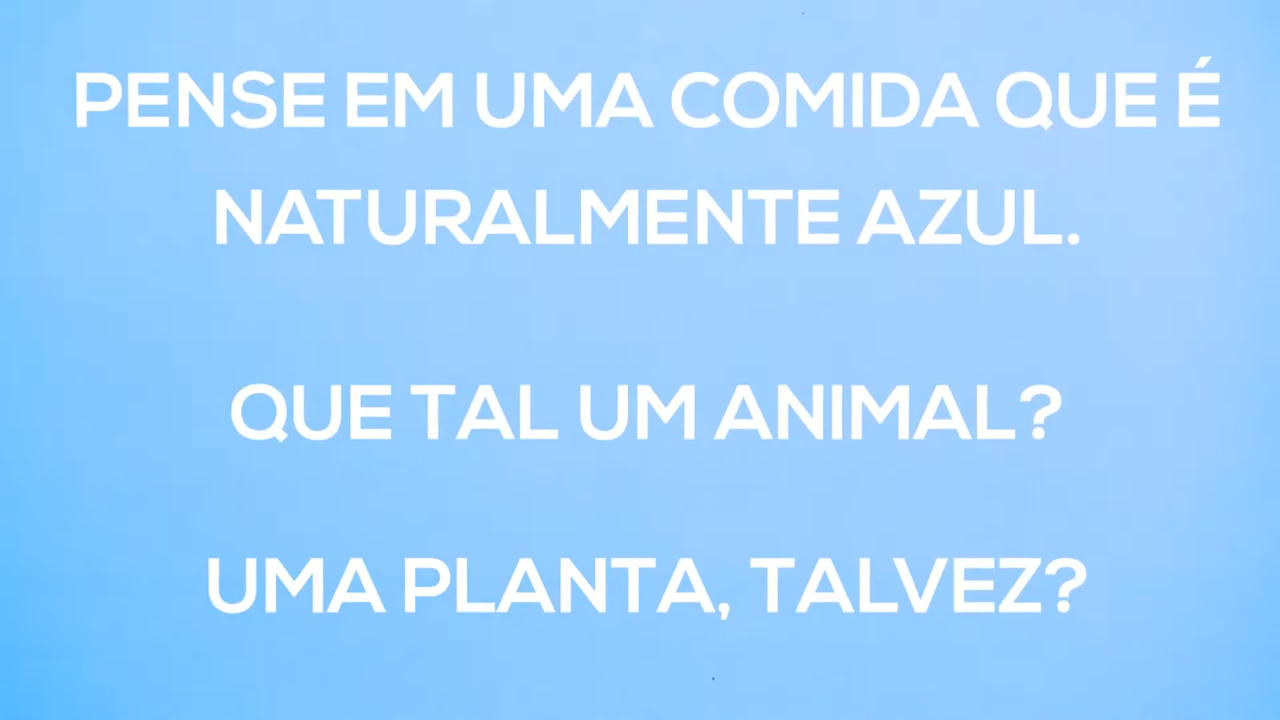 PENSE EM UMA COMIDA QUE É
NATURALMENTE AZUL.
QUE TAL UM ANIMAL?
UMA PLANTA, TALVEZ?